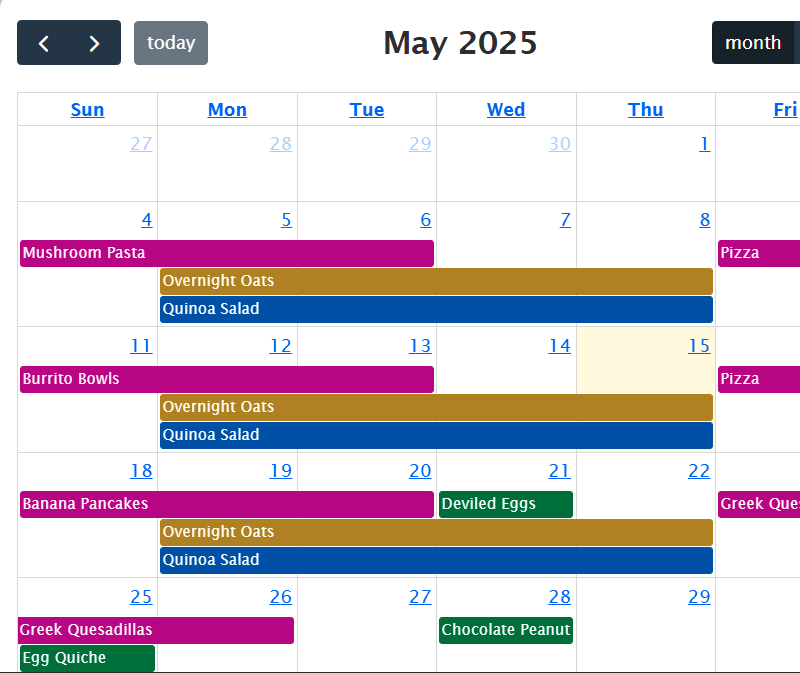 today
May 2025
month
Sun Mon Tue Wed Thu Fri
27 28 29 30 1
4 5 6 7 8
Mushroom Pasta Pizza
Overnight Oats
Quinoa Salad
11 12 13 14 15
Burrito Bowls Pizza
Overnight Oats
Quinoa Salad
18 19 20 21 22
Banana Pancakes Deviled Eggs Greek Ques
Overnight Oats
Quinoa Salad
25 26 27 28 29
Greek Quesadillas Chocolate Peanut
Egg Quiche